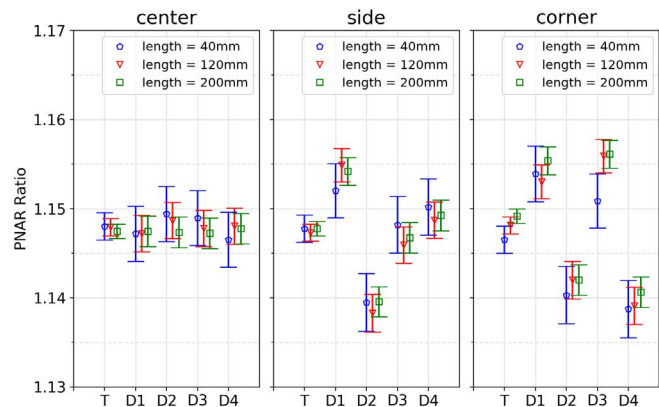 center
side
corner
1.17
1.16
1.15
1.14
1.13
PNAR Ratio
length = 40mm
length = 120mm
length = 200mm
length = 40mm
length = 120mm
length = 200mm
length = 40mm
length = 120mm
length = 200mm
T D1 D2 D3 D4
T D1 D2 D3 D4
T D1 D2 D3 D4